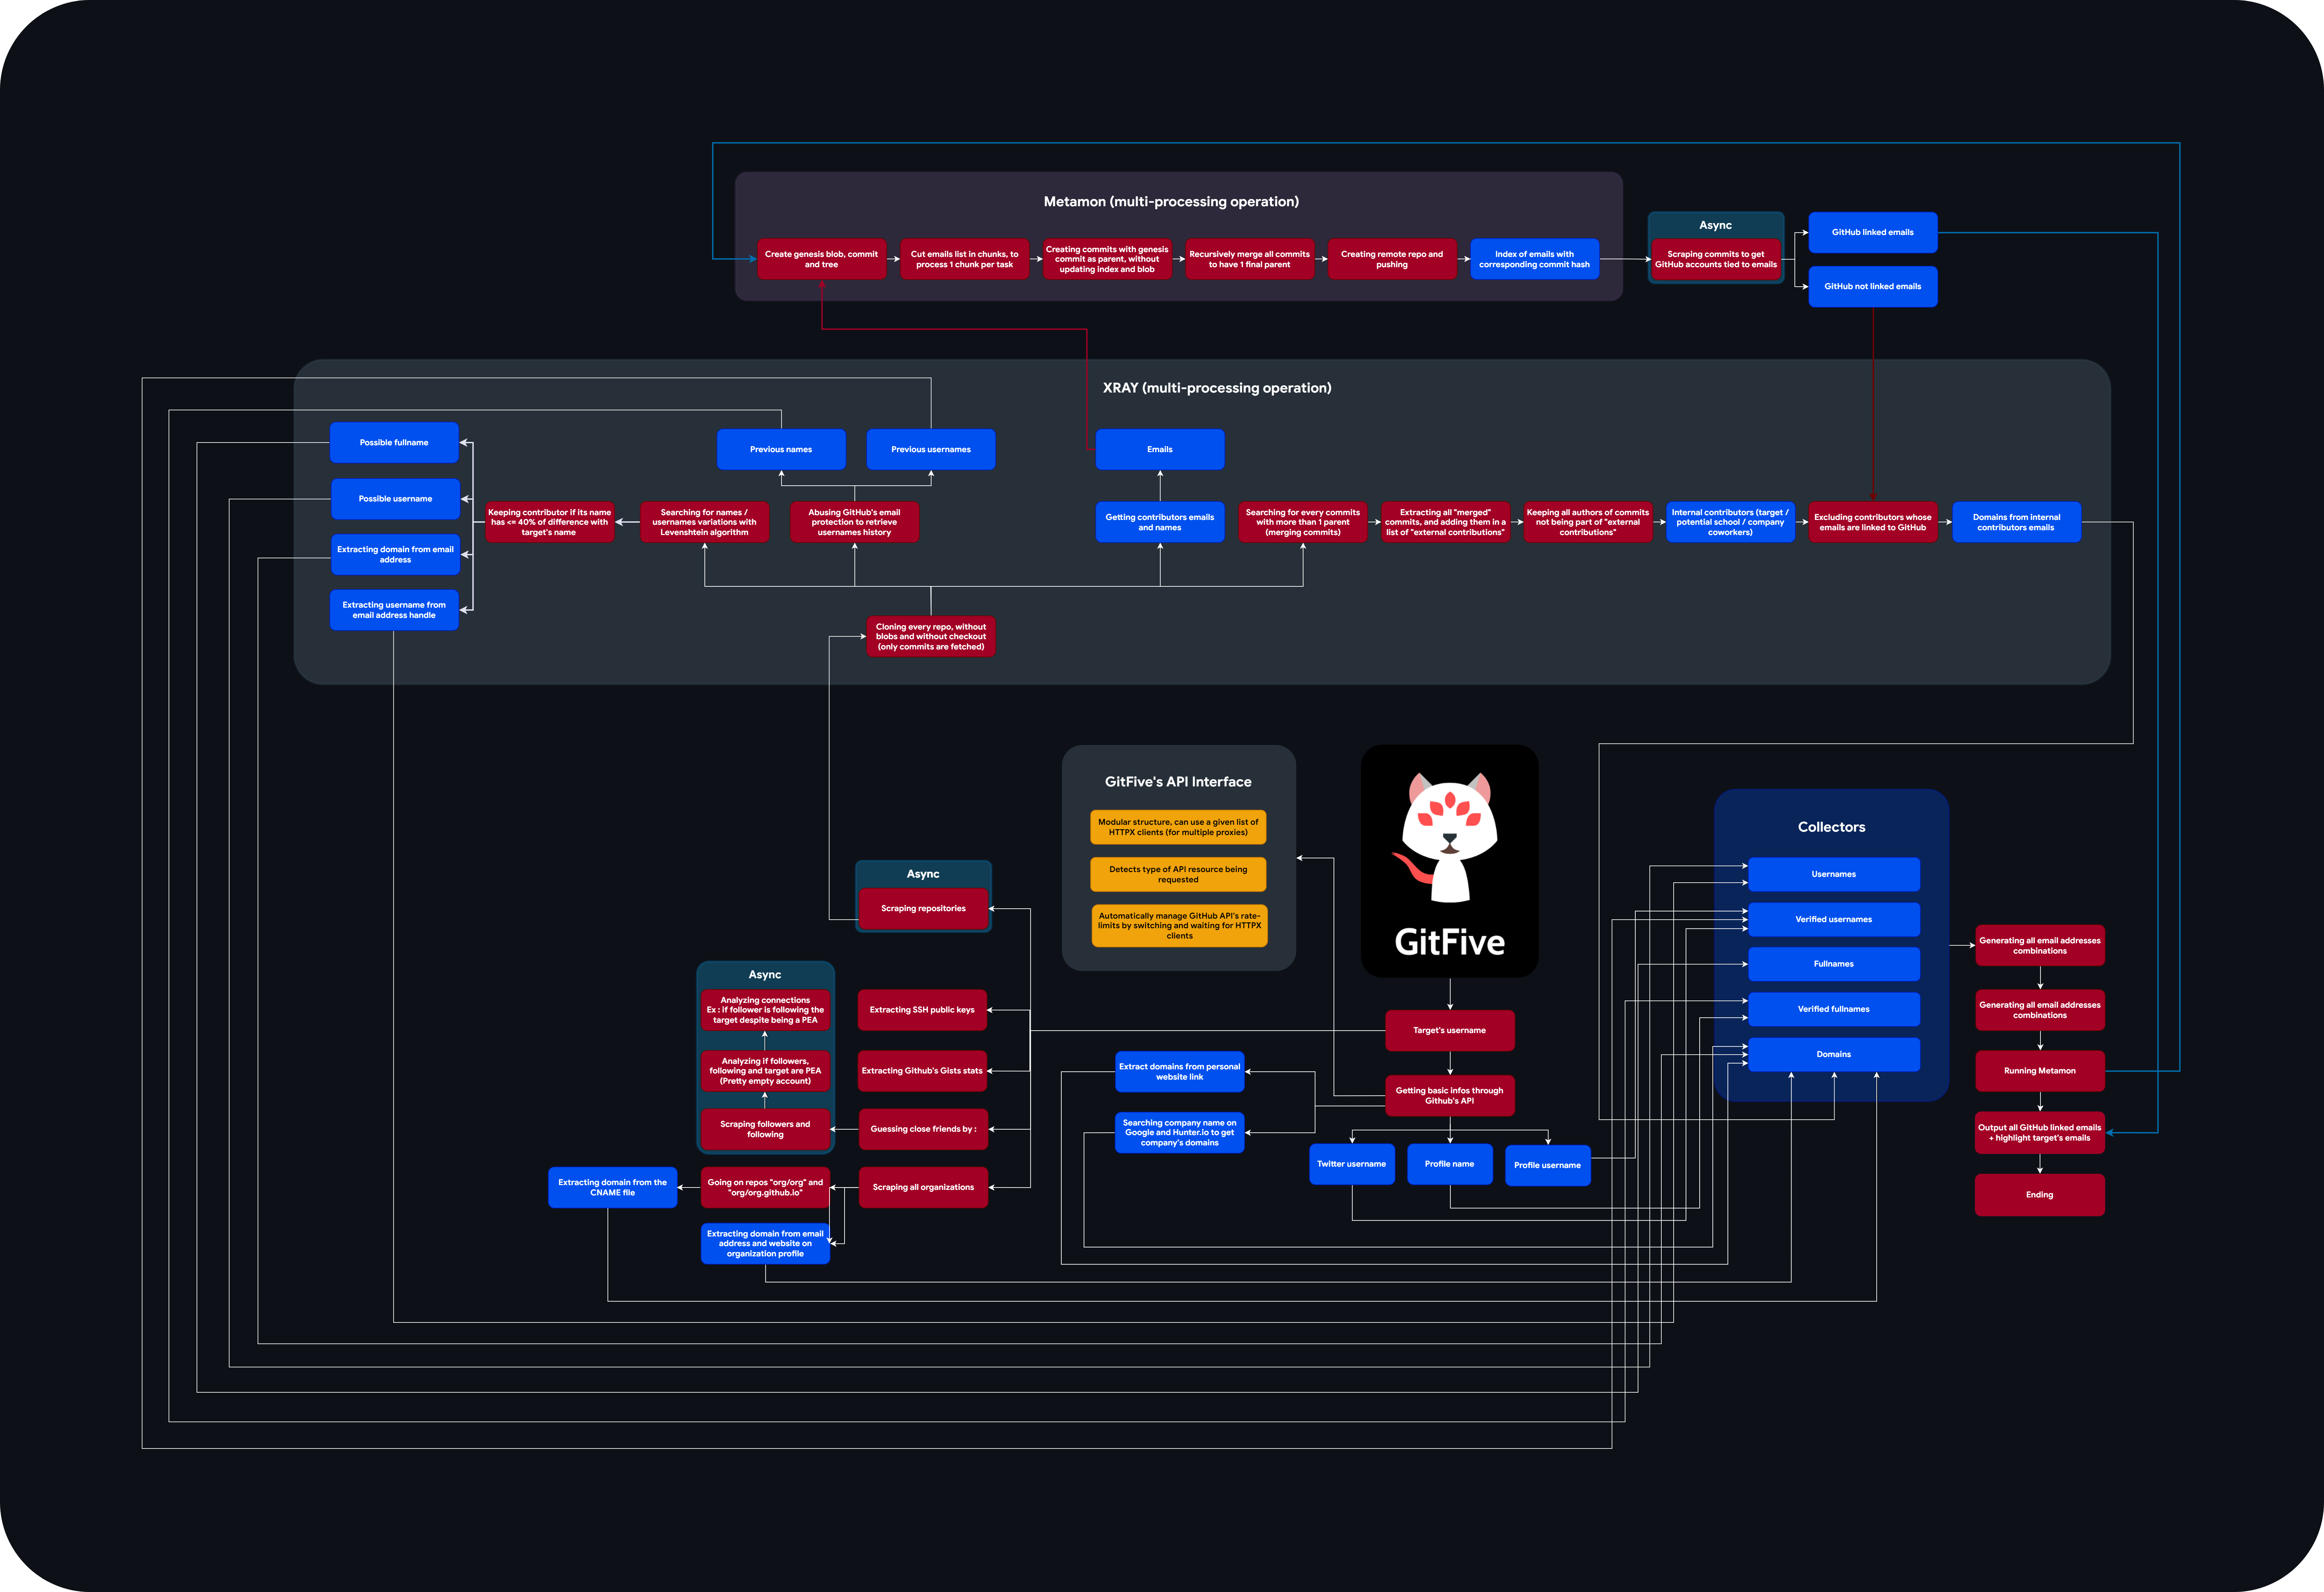 Metamon (multi-processing operation)
Create genesis blob, commit
and tree
Cut emails list in chunks, to
process 1 chunk per task
Creating commits with genesis
commit as parent, without
updating index and blob
Recursively merge all commits
to have 1 final parent
Creating remote repo and
pushing
Index of emails with
corresponding commit hash
Async
Scraping commits to get
GitHub accounts tied to emails
GitHub linked emails
GitHub not linked emails
XRAY (multi-processing operation)
Possible fullname
Possible username
Extracting domain from email
address
Extracting username from
email address handle
Keeping contributor if its name
has <= 40% of difference with
target's name
Searching for names /
usernames variations with
Levenshtein algorithm
Previous names
Previous usernames
Abusing GitHub's email
protection to retrieve
usernames history
Emails
Getting contributors emails
and names
Searching for every commits
with more than 1 parent
(merging commits)
Extracting all "merged"
commits, and adding them in a
list of "external contributions"
Keeping all authors of commits
not being part of "external
contributions"
Internal contributors (target /
potential school / company
coworkers)
Excluding contributors whose
emails are linked to GitHub
Domains from internal
contributors emails
Cloning every repo, without
blobs and without checkout
(only commits are fetched)
GitFive's API Interface
Modular structure, can use a given list of
HTTPX clients (for multiple proxies)
Detects type of API resource being
requested
Automatically manage GitHub API's rate-
limits by switching and waiting for HTTPX
clients
GitFive
Async
Scraping repositories
Async
Analyzing connections
Ex : if follower is following the
target despite being a PEA
Analyzing if followers,
following and target are PEA
(Pretty empty account)
Scraping followers and
following
Extracting SSH public keys
Extracting Github's Gists stats
Guessing close friends by :
Scraping all organizations
Going on repos "org/org" and
"org/org.github.io"
Extracting domain from the
CNAME file
Extracting domain from email
address and website on
organization profile
Target's username
Getting basic infos through
Github's API
Extract domains from personal
website link
Searching company name on
Google and Hunter.io to get
company's domains
Twitter username
Profile name
Profile username
Collectors
Usernames
Verified usernames
Fullnames
Verified fullnames
Domains
Generating all email addresses
combinations
Generating all email addresses
combinations
Running Metamon
Output all GitHub linked emails
+ highlight target's emails
Ending